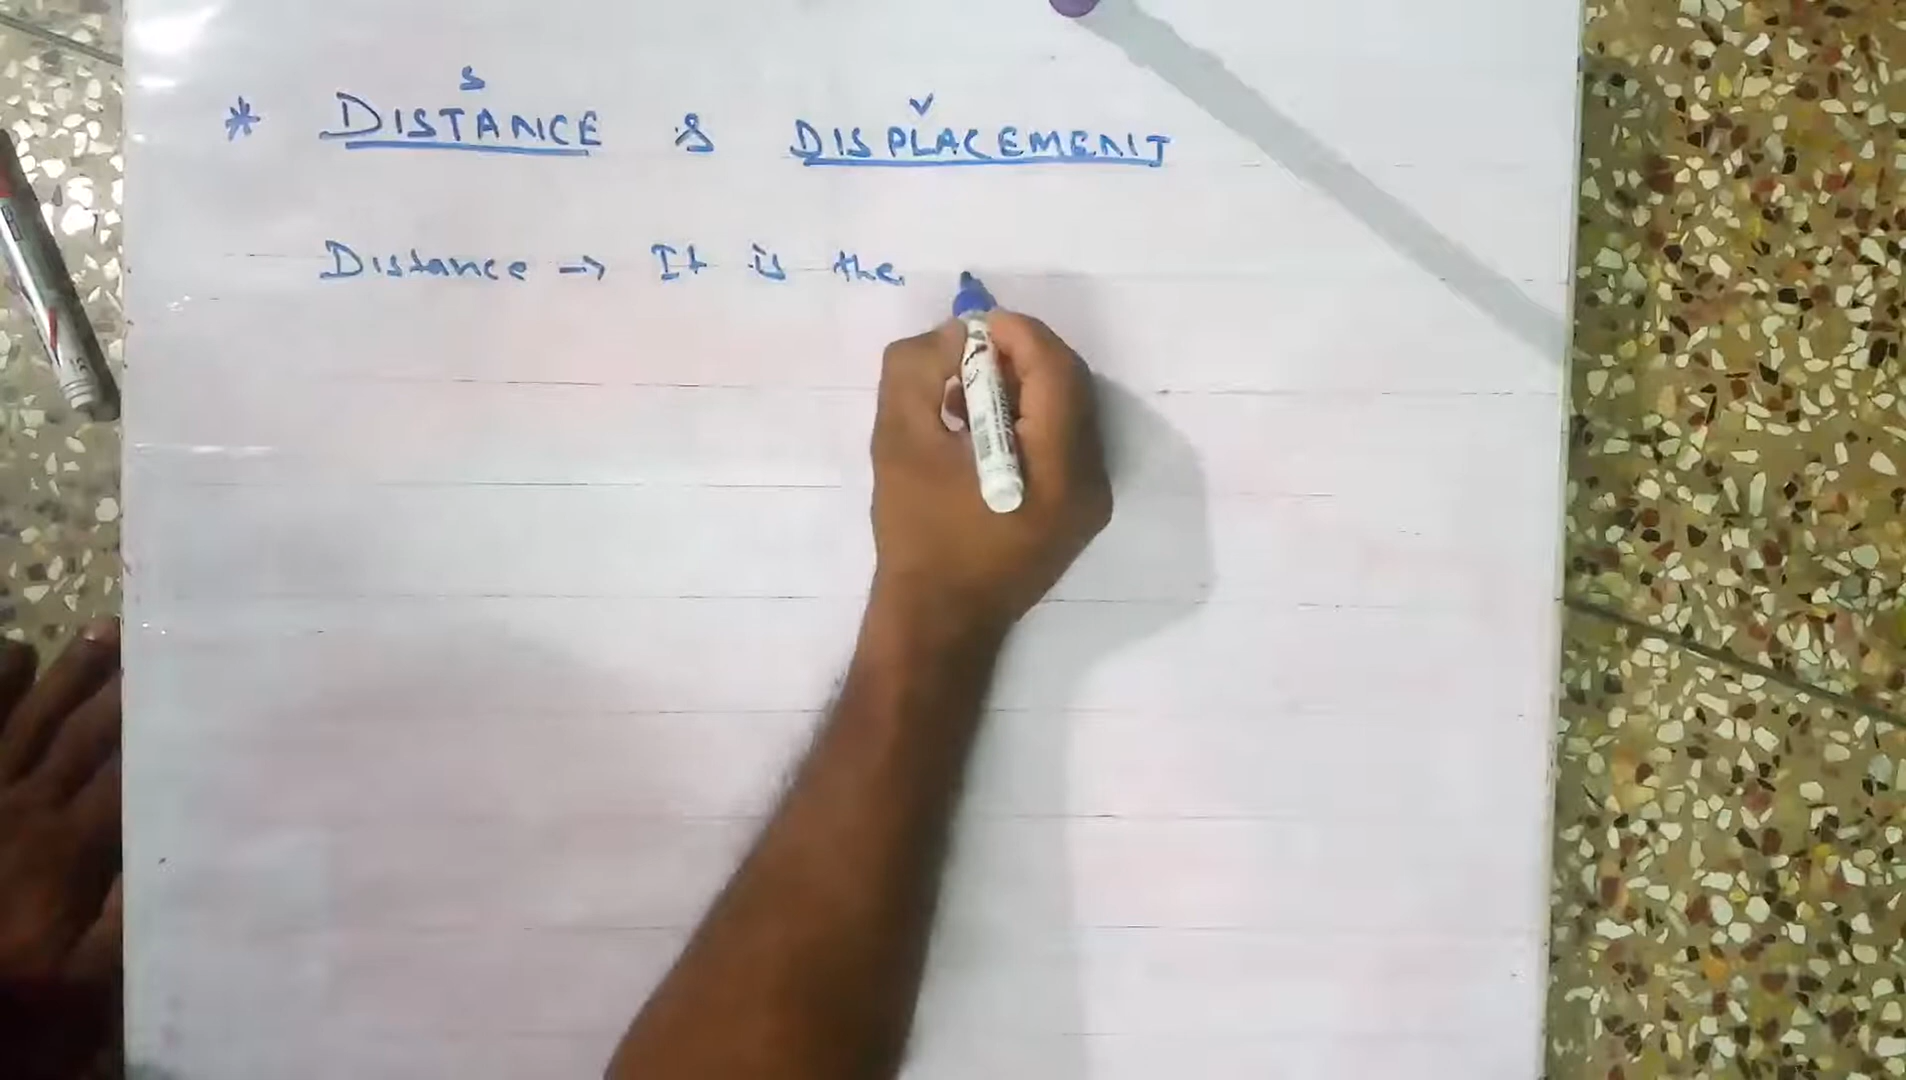 s v
* DISTANCE & DISPLACEMENT
Distance → It is the